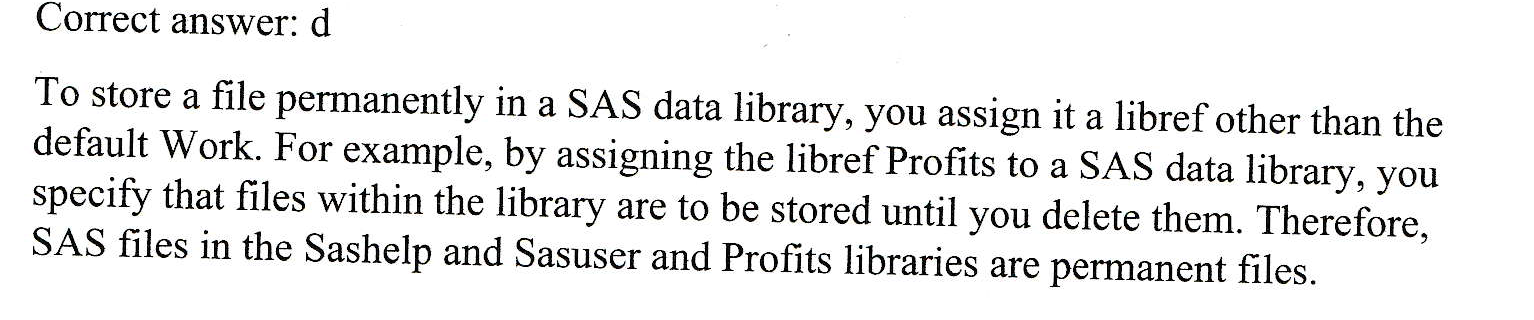 Correct answer: d
To store a file permanently in a SAS data library, you assign it a libref other than the
default Work. For example, by assigning the libref Profits to a SAS data library, you
specify that files within the library are to be stored until you delete them. Therefore,
SAS files in the Sashelp and Sasuser and Profits libraries are permanent files.